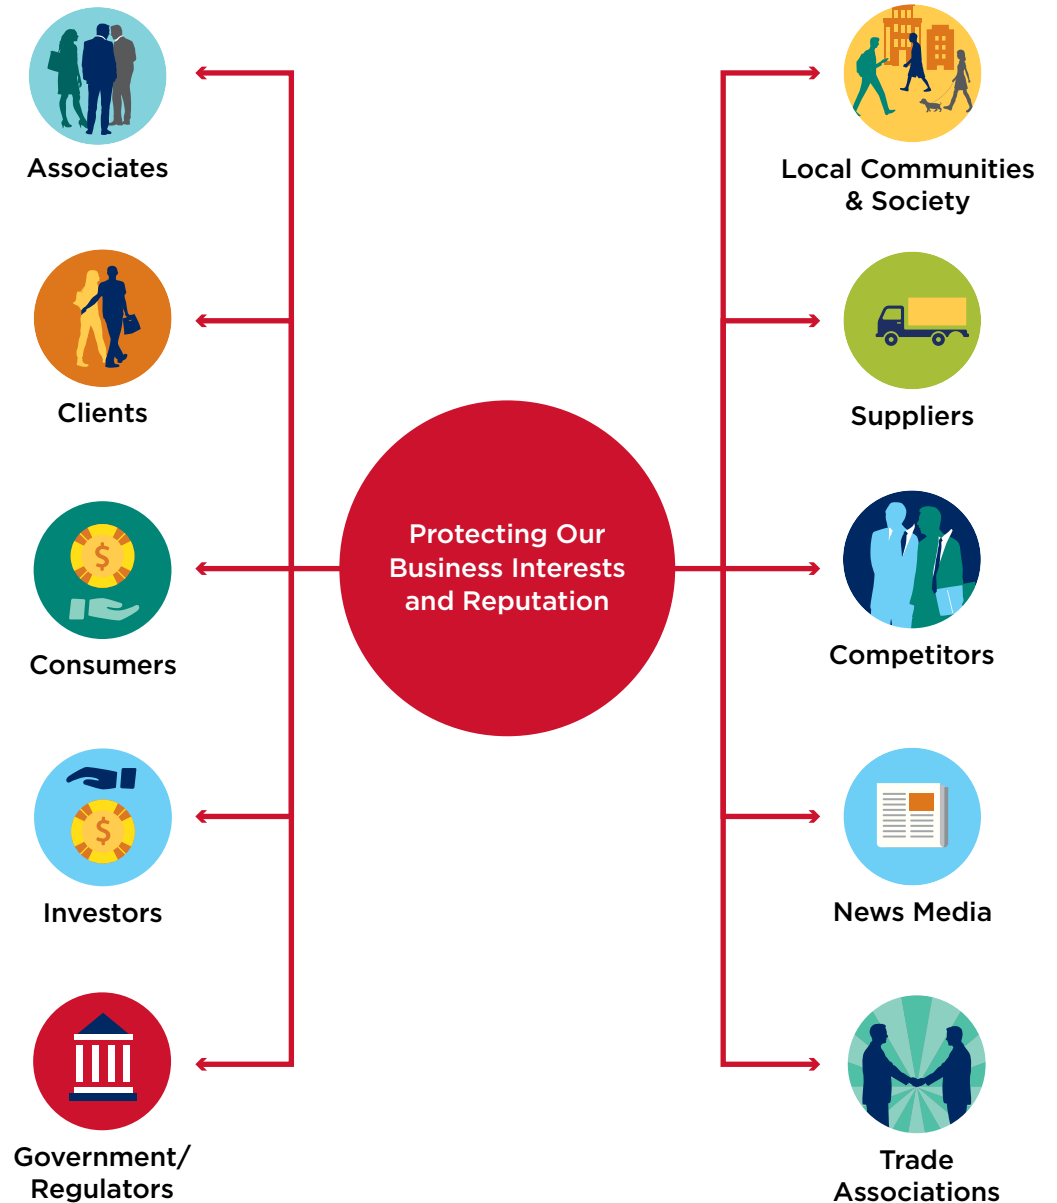 Associates
Clients
Consumers
Investors
Government/
Regulators
Protecting Our
Business Interests
and Reputation
Local Communities
& Society
Suppliers
Competitors
News Media
Trade
Associations
$
$